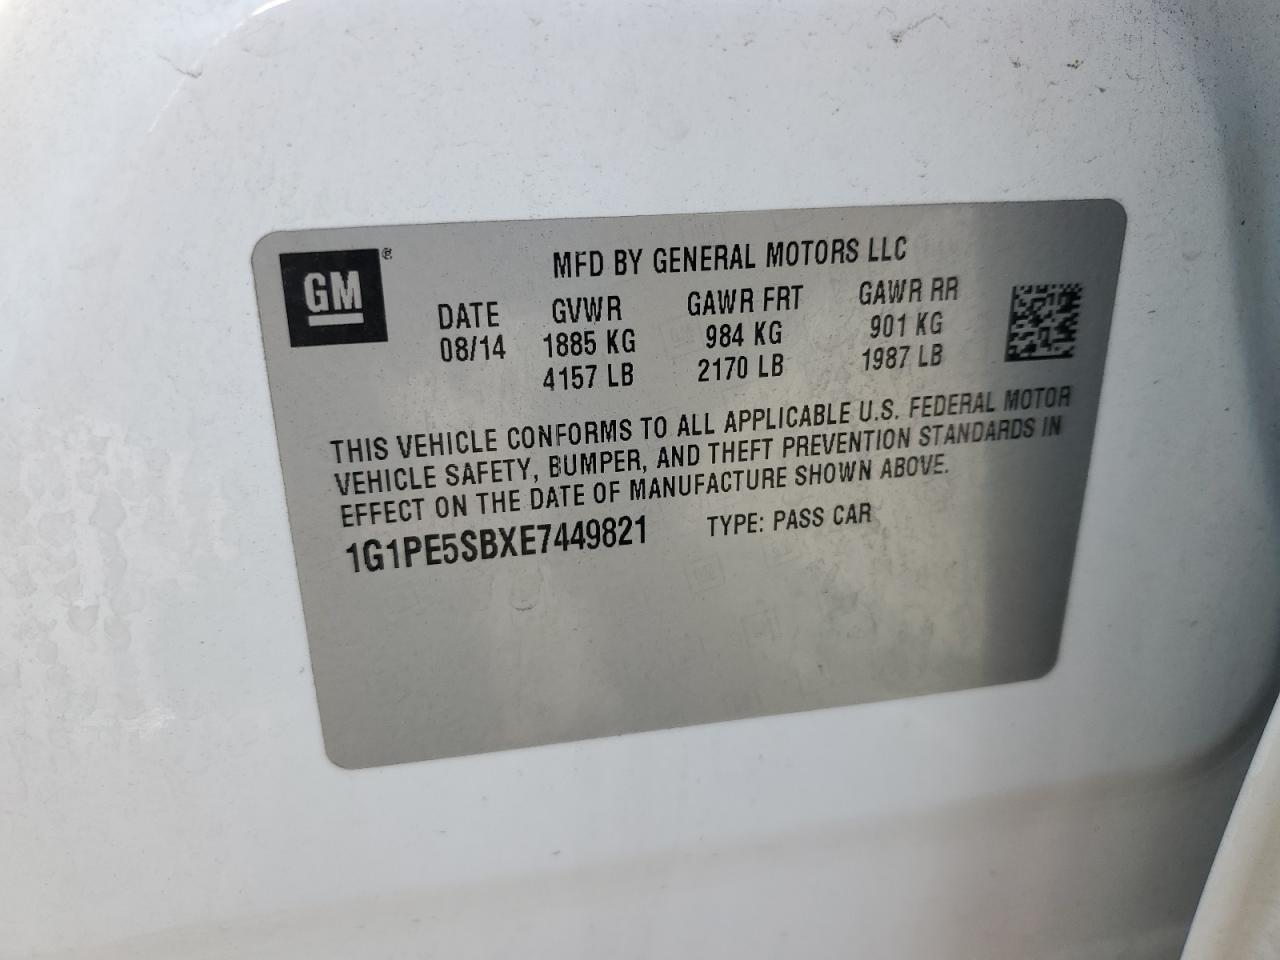 GM®
MFD BY GENERAL MOTORS LLC
DATE GVWR GAWR FRT GAWR RR
08/14 1885 KG 984 KG 901 KG
4157 LB 2170 LB 1987 LB
THIS VEHICLE CONFORMS TO ALL APPLICABLE U.S. FEDERAL MOTOR
VEHICLE SAFETY, BUMPER, AND THEFT PREVENTION STANDARDS IN
EFFECT ON THE DATE OF MANUFACTURE SHOWN ABOVE.
1G1PE5SBXE7449821 TYPE: PASS CAR